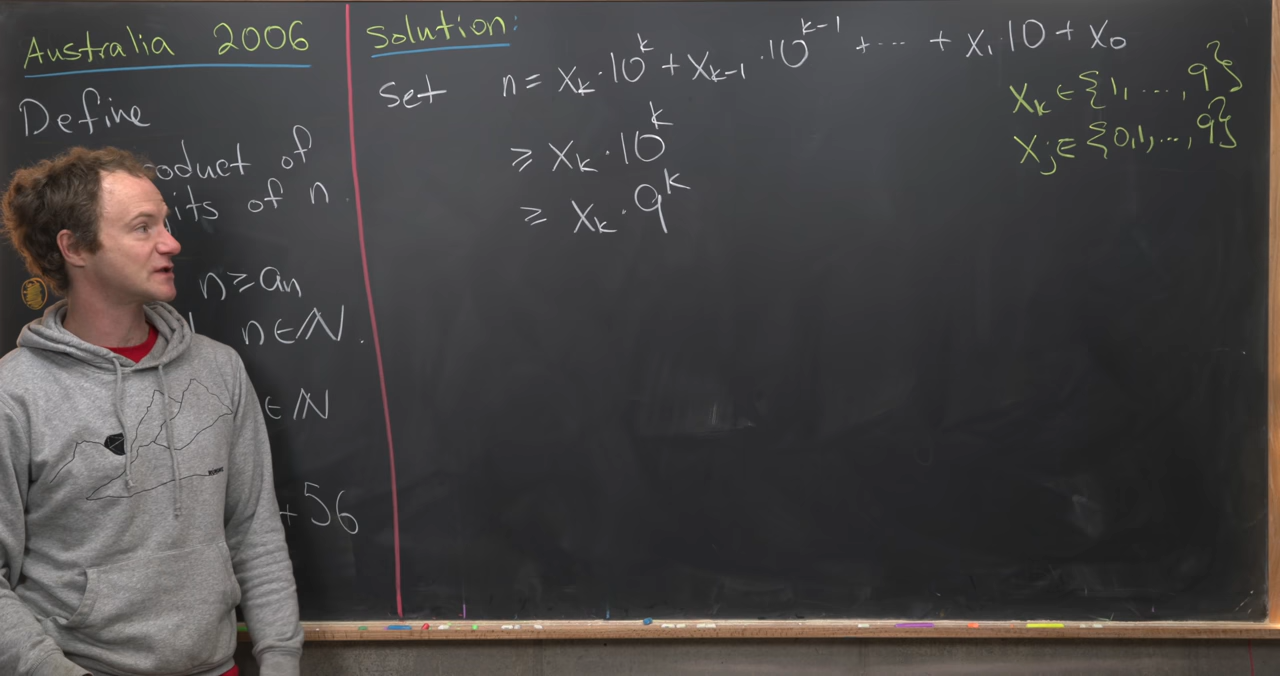 Australia 2006
Define
oduct of
its of n.
n ≥ aₙ
n ∈ ℕ.
∈ ℕ
+ 56
Solution:
Set n = xₖ·10ᵏ + xₖ₋₁·10ᵏ⁻¹ + ··· + x₁·10 + x₀
≥ xₖ·10ᵏ
≥ xₖ·9ᵏ
xₖ ∈ {1, ..., 9}
xⱼ ∈ {0,1, ..., 9}